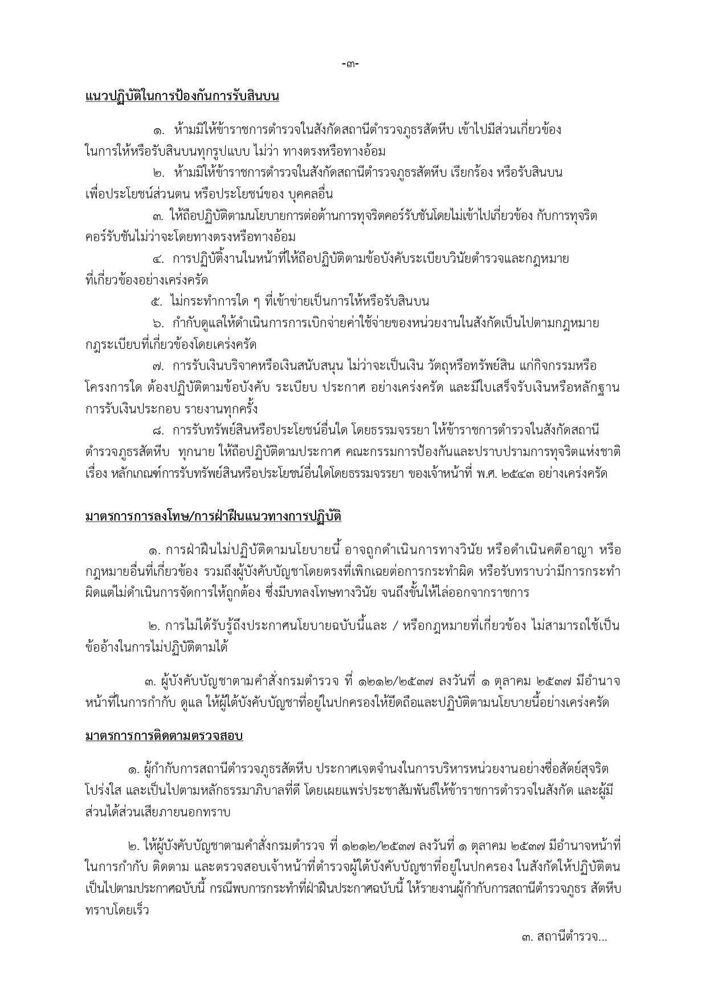 -๓-
แนวปฏิบัติในการป้องกันการรับสินบน
๑. ห้ามมิให้ข้าราชการตำรวจในสังกัดสถานีตำรวจภูธรสัตหีบ เข้าไปมีส่วนเกี่ยวข้อง
ในการให้หรือรับสินบนทุกรูปแบบ ไม่ว่า ทางตรงหรือทางอ้อม
๒. ห้ามมิให้ข้าราชการตำรวจในสังกัดสถานีตำรวจภูธรสัตหีบ เรียกร้อง หรือรับสินบน
เพื่อประโยชน์ส่วนตน หรือประโยชน์ของ บุคคลอื่น
๓. ให้ถือปฏิบัติตามนโยบายการต่อต้านการทุจริตคอร์รัปชันโดยไม่เข้าไปเกี่ยวข้อง กับการทุจริต
คอร์รัปชันไม่ว่าจะโดยทางตรงหรือทางอ้อม
๔. การปฏิบัติ้งานในหน้าที่ให้ถือปฏิบัติตามข้อบังคับระเบียบวินัยตำรวจและกฎหมาย
ที่เกี่ยวข้องอย่างเคร่งครัด
๕. ไม่กระทำการใด ๆ ที่เข้าข่ายเป็นการให้หรือรับสินบน
๖. กำกับดูแลให้ดำเนินการการเบิกจ่ายค่าใช้จ่ายของหน่วยงานในสังกัดเป็นไปตามกฎหมาย
กฎระเบียบที่เกี่ยวข้องโดยเคร่งครัด
๗. การรับเงินบริจาคหรือเงินสนับสนุน ไม่ว่าจะเป็นเงิน วัตถุหรือทรัพย์สิน แก่กิจกรรมหรือ
โครงการใด ต้องปฏิบัติตามข้อบังคับ ระเบียบ ประกาศ อย่างเคร่งครัด และมีใบเสร็จรับเงินหรือหลักฐาน
การรับเงินประกอบ รายงานทุกครั้ง
๘. การรับทรัพย์สินหรือประโยชน์อื่นใด โดยธรรมจรรยา ให้ข้าราชการตำรวจในสังกัดสถานี
ตำรวจภูธรสัตหีบ ทุกนาย ให้ถือปฏิบัติตามประกาศ คณะกรรมการป้องกันและปราบปรามการทุจริตแห่งชาติ
เรื่อง หลักเกณฑ์การรับทรัพย์สินหรือประโยชน์อื่นใดโดยธรรมจรรยา ของเจ้าหน้าที่ พ.ศ. ๒๕๔๓ อย่างเคร่งครัด
มาตรการการลงโทษ/การฝ่าฝืนแนวทางการปฏิบัติ
๑. การฝ่าฝืนไม่ปฏิบัติตามนโยบายนี้ อาจถูกดำเนินการทางวินัย หรือดำเนินคดีอาญา หรือ
กฎหมายอื่นที่เกี่ยวข้อง รวมถึงผู้บังคับบัญชาโดยตรงที่เพิกเฉยต่อการกระทำผิด หรือรับทราบว่ามีการกระทำ
ผิดแต่ไม่ดำเนินการจัดการให้ถูกต้อง ซึ่งมีบทลงโทษทางวินัย จนถึงขั้นให้ไล่ออกจากราชการ
๒. การไม่ได้รับรู้ถึงประกาศนโยบายฉบับนี้และ / หรือกฎหมายที่เกี่ยวข้อง ไม่สามารถใช้เป็น
ข้ออ้างในการไม่ปฏิบัติตามได้
๓. ผู้บังคับบัญชาตามคำสั่งกรมตำรวจ ที่ ๑๒๑๒/๒๕๓๗ ลงวันที่ ๑ ตุลาคม ๒๕๓๗ มีอำนาจ
หน้าที่ในการกำกับ ดูแล ให้ผู้ใต้บังคับบัญชาที่อยู่ในปกครองให้ยึดถือและปฏิบัติตามนโยบายนี้อย่างเคร่งครัด
มาตรการการติดตามตรวจสอบ
๑. ผู้กำกับการสถานีตำรวจภูธรสัตหีบ ประกาศเจตจำนงในการบริหารหน่วยงานอย่างซื่อสัตย์สุจริต
โปร่งใส และเป็นไปตามหลักธรรมาภิบาลที่ดี โดยเผยแพร่ประชาสัมพันธ์ให้ข้าราชการตำรวจในสังกัด และผู้มี
ส่วนได้ส่วนเสียภายนอกทราบ
๒. ให้ผู้บังคับบัญชาตามคำสั่งกรมตำรวจ ที่ ๑๒๑๒/๒๕๓๗ ลงวันที่ ๑ ตุลาคม ๒๕๓๗ มีอำนาจหน้าที่
ในการกำกับ ติดตาม และตรวจสอบเจ้าหน้าที่ตำรวจผู้ใต้บังคับบัญชาที่อยู่ในปกครอง ในสังกัดให้ปฏิบัติตน
เป็นไปตามประกาศฉบับนี้ กรณีพบการกระทำที่ฝ่าฝืนประกาศฉบับนี้ ให้รายงานผู้กำกับการสถานีตำรวจภูธร สัตหีบ
ทราบโดยเร็ว
๓. สถานีตำรวจ...